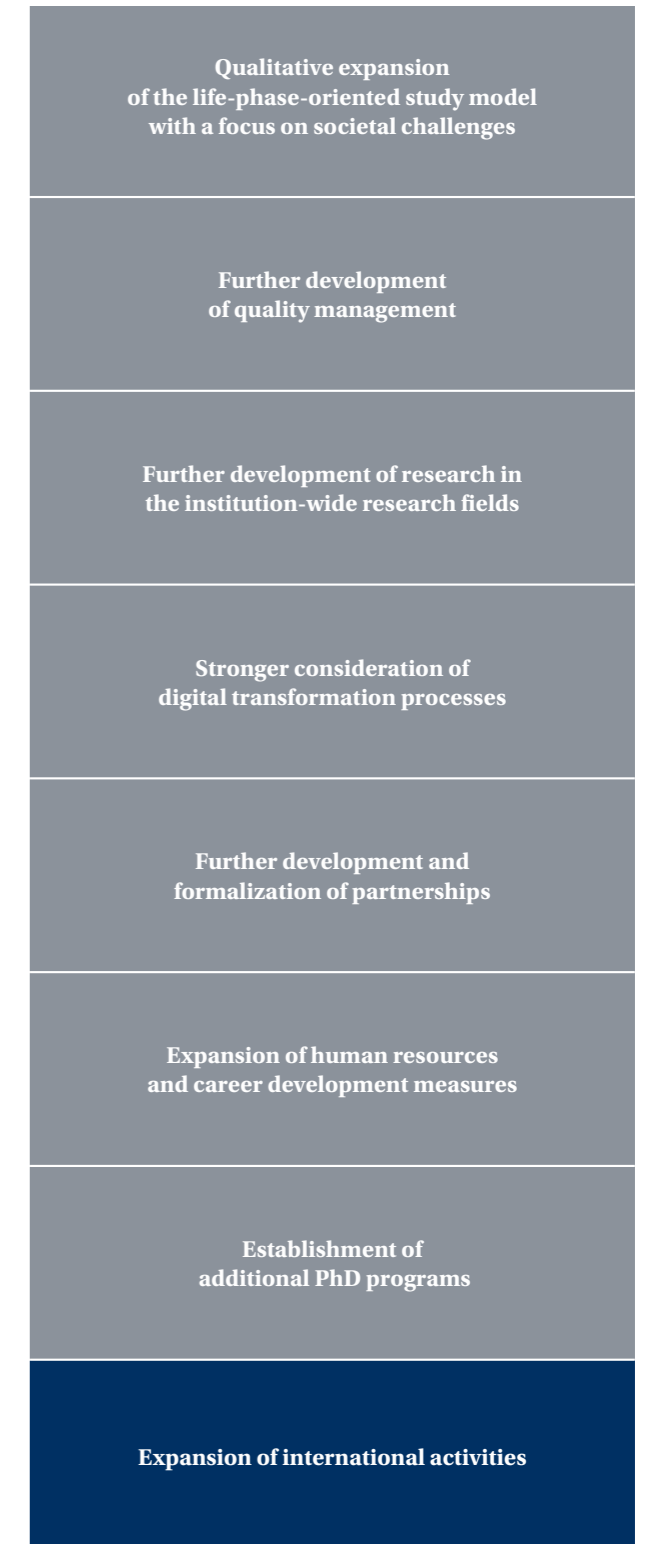 Qualitative expansion
of the life-phase-oriented study model
with a focus on societal challenges
Further development
of quality management
Further development of research in
the institution-wide research fields
Stronger consideration of
digital transformation processes
Further development and
formalization of partnerships
Expansion of human resources
and career development measures
Establishment of
additional PhD programs
Expansion of international activities